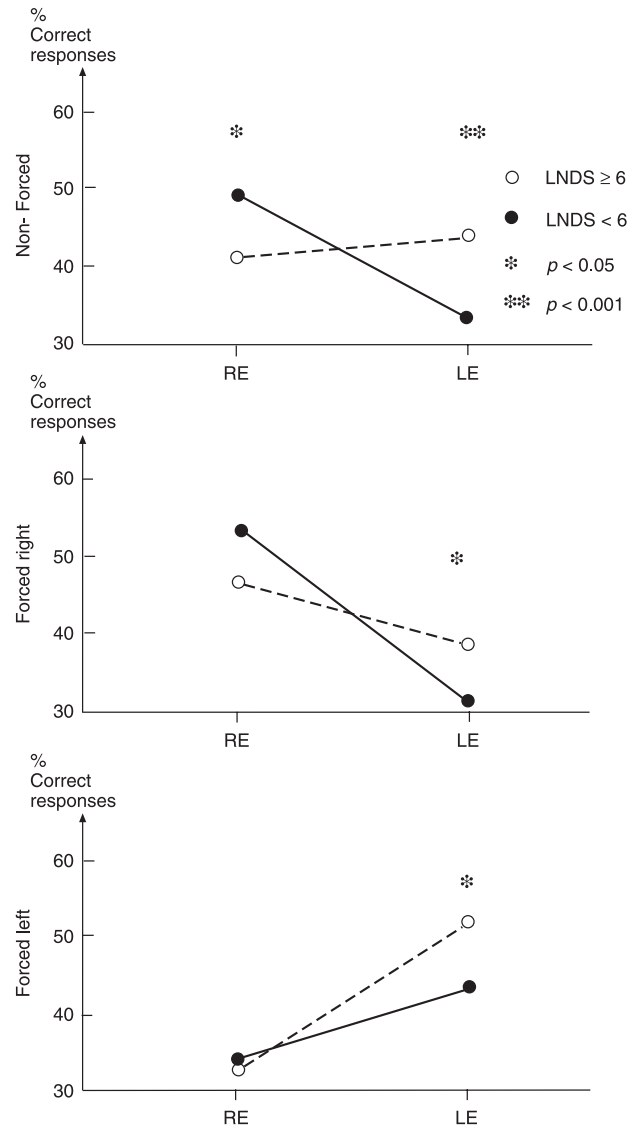 %
Correct
responses
60
50
40
30
Non- Forced
RE
LE
*
**
LNDS ≥ 6
LNDS < 6
* p < 0.05
** p < 0.001
%
Correct
responses
60
50
40
30
Forced right
*
RE
LE
%
Correct
responses
60
50
40
30
Forced left
*
RE
LE